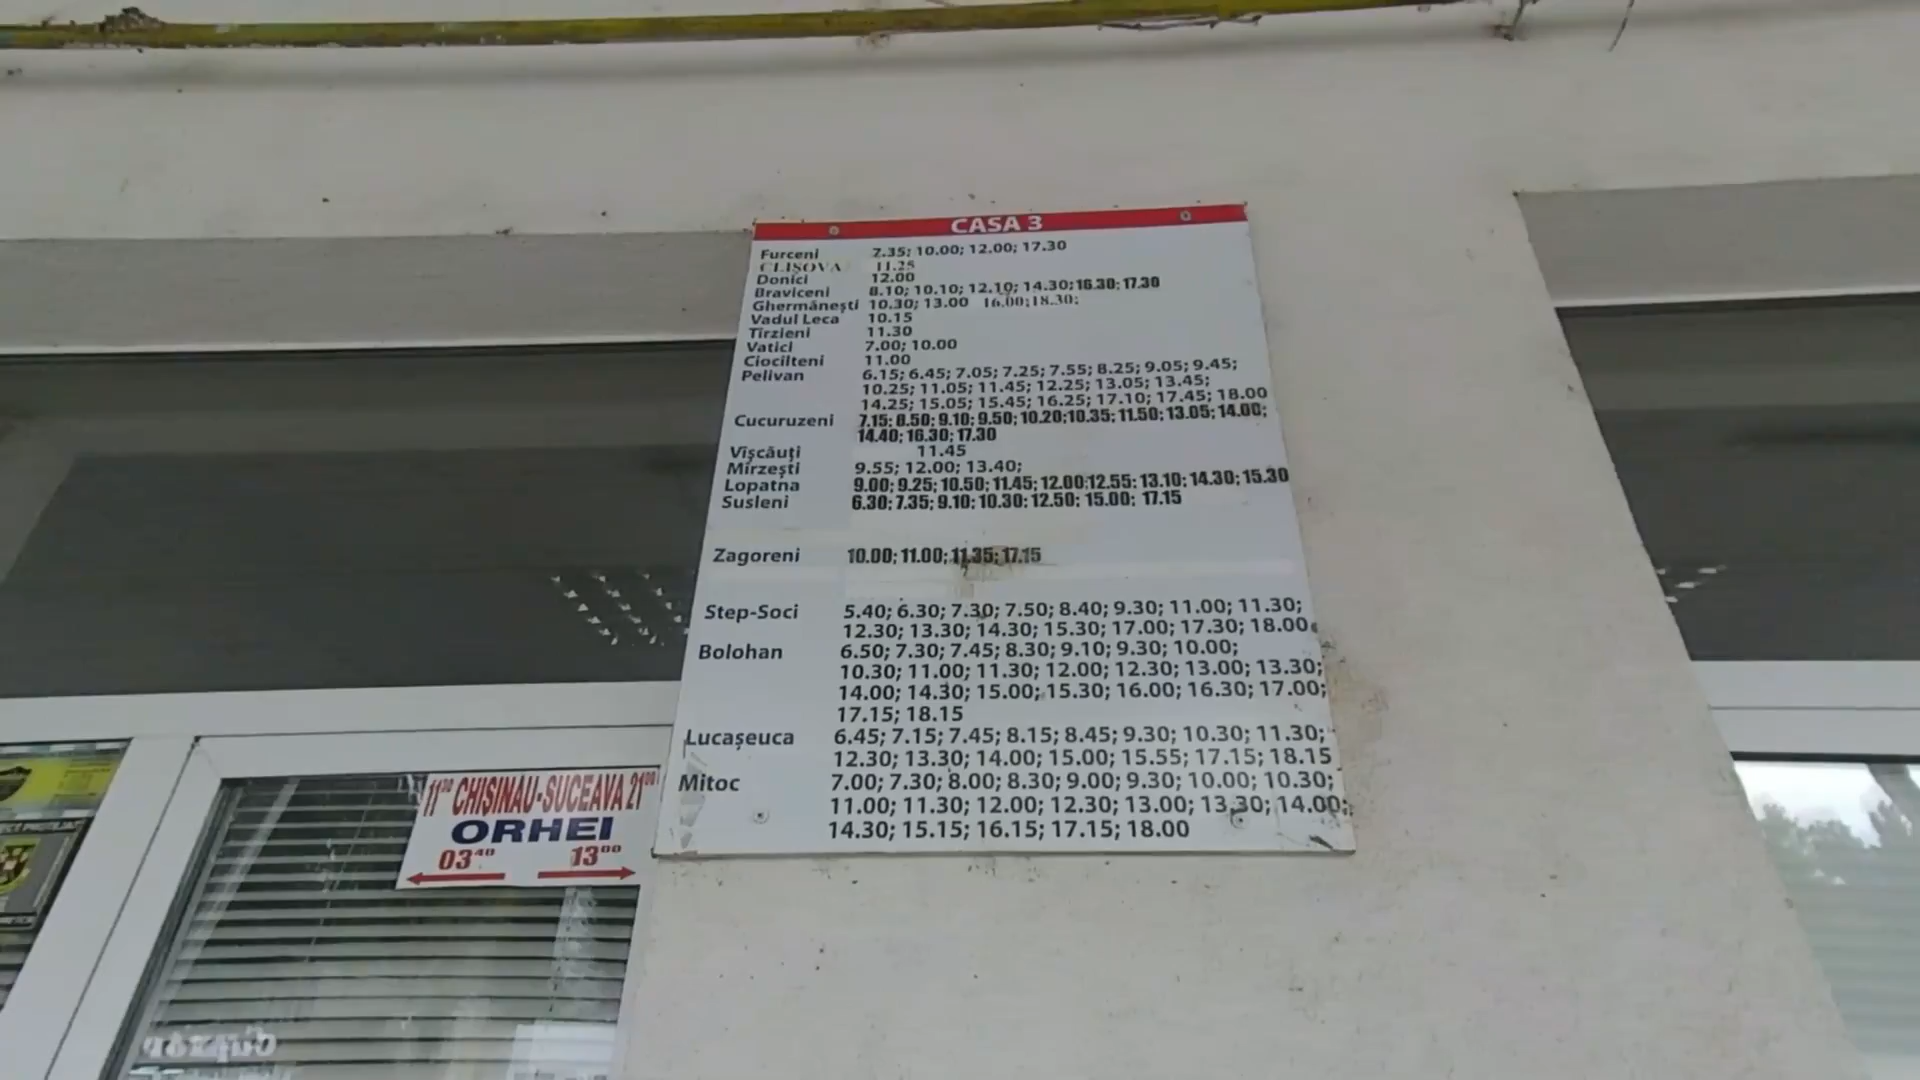 CASA 3
Furceni 7.35; 10.00; 12.00; 17.30
CLIȘOVA 11.25
Donici 12.00
Braviceni 8.10; 10.10; 12.10; 14.30; 16.30; 17.30
Ghermănești 10.30; 13.00 16.00; 18.30;
Vadul Leca 10.15
Tîrzieni 11.30
Vatici 7.00; 10.00
Ciocîlteni 11.00
Pelivan 6.15; 6.45; 7.05; 7.25; 7.55; 8.25; 9.05; 9.45;
10.25; 11.05; 11.45; 12.25; 13.05; 13.45;
14.25; 15.05; 15.45; 16.25; 17.10; 17.45; 18.00
Cucuruzeni 7.15; 8.50; 9.10; 9.50; 10.20; 10.35; 11.50; 13.05; 14.00;
14.40; 16.30; 17.30
Vîșcăuți 11.45
Mîrzești 9.55; 12.00; 13.40;
Lopatna 9.00; 9.25; 10.50; 11.45; 12.00; 12.55; 13.10; 14.30; 15.30
Susleni 6.30; 7.35; 9.10; 10.30; 12.50; 15.00; 17.15
Zagoreni 10.00; 11.00; 11.35; 17.15
Step-Soci 5.40; 6.30; 7.30; 7.50; 8.40; 9.30; 11.00; 11.30;
12.30; 13.30; 14.30; 15.30; 17.00; 17.30; 18.00
Bolohan 6.50; 7.30; 7.45; 8.30; 9.10; 9.30; 10.00;
10.30; 11.00; 11.30; 12.00; 12.30; 13.00; 13.30;
14.00; 14.30; 15.00; 15.30; 16.00; 16.30; 17.00;
17.15; 18.15
Lucașeuca 6.45; 7.15; 7.45; 8.15; 8.45; 9.30; 10.30; 11.30;
12.30; 13.30; 14.00; 15.00; 15.55; 17.15; 18.15
Mitoc 7.00; 7.30; 8.00; 8.30; 9.00; 9.30; 10.00; 10.30;
11.00; 11.30; 12.00; 12.30; 13.00; 13.30; 14.00;
14.30; 15.15; 16.15; 17.15; 18.00
11⁰⁰ CHISINAU-SUCEAVA 21⁰⁰
ORHEI
03⁴⁰ 13⁰⁰